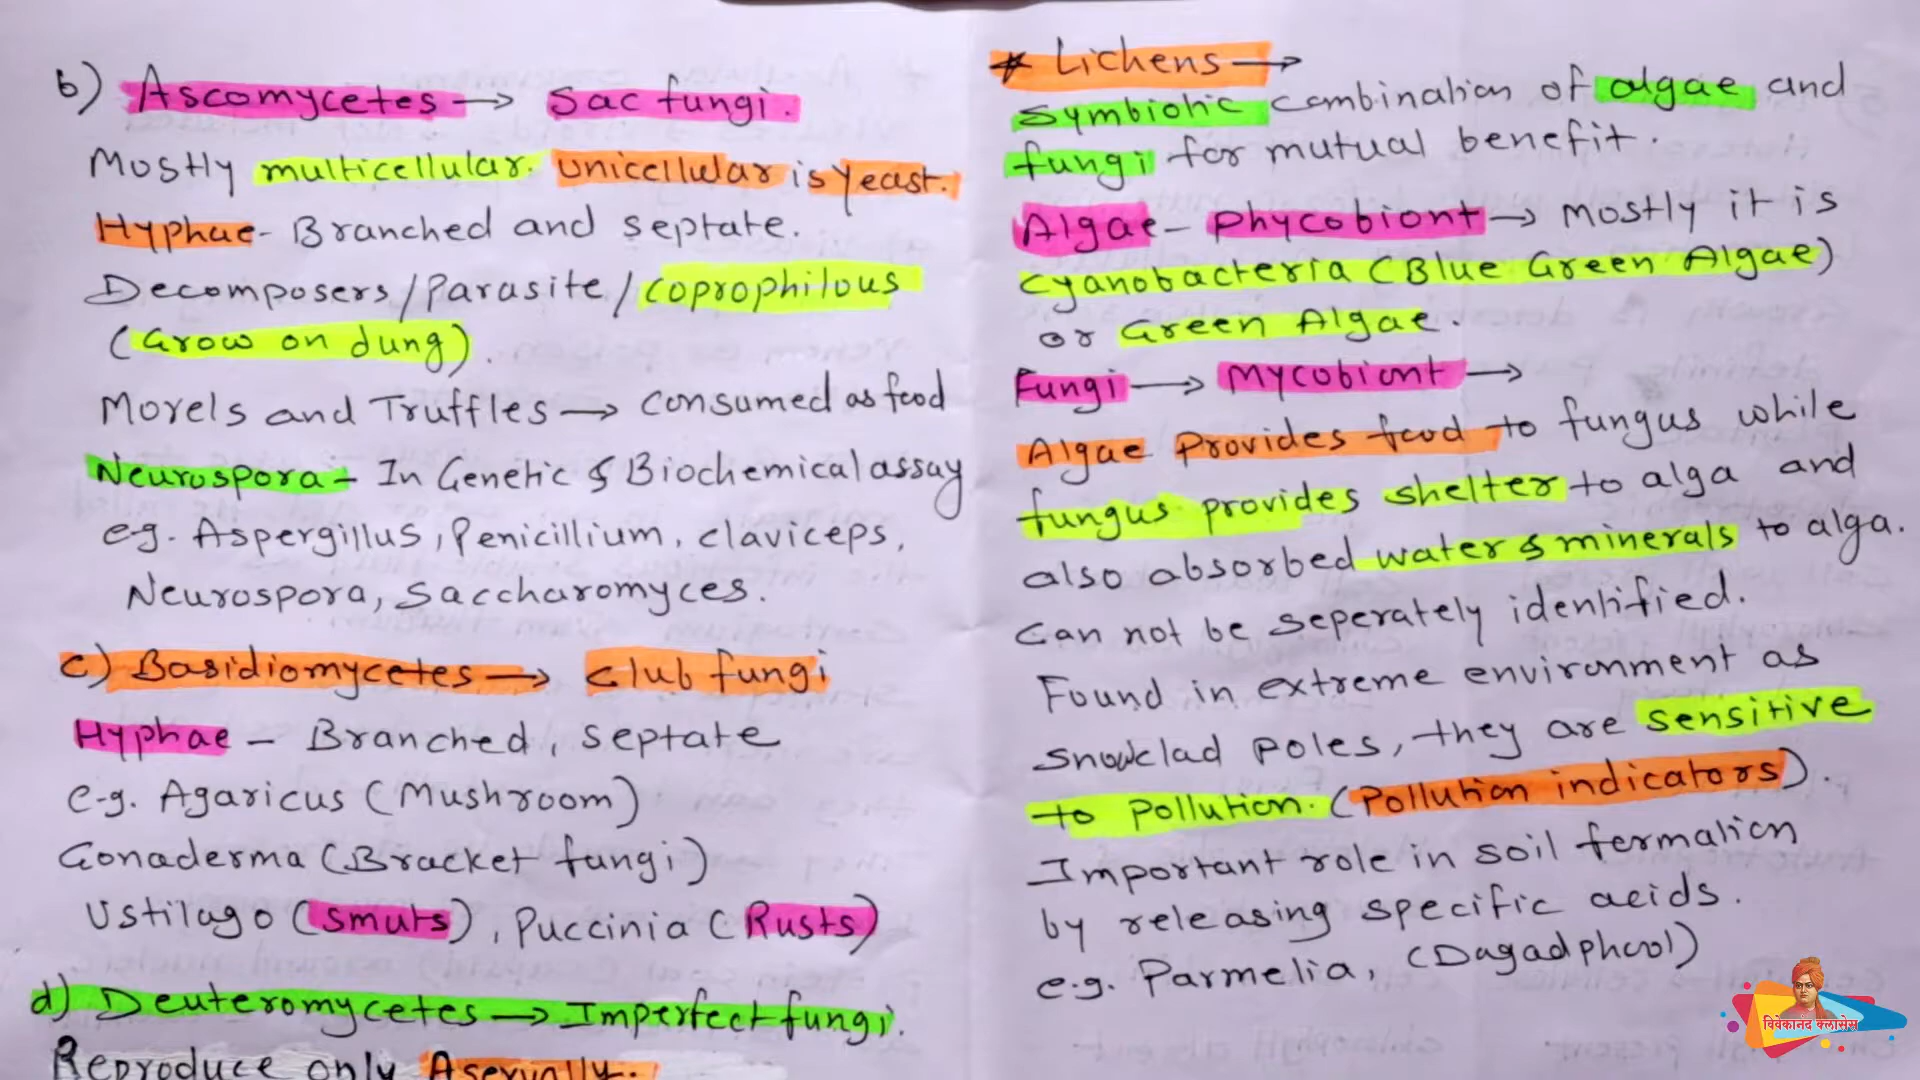 b) Ascomycetes → Sac fungi.
Mostly multicellular. Unicellular is Yeast.
Hyphae - Branched and septate.
Decomposers/Parasite/Coprophilous
(Grow on dung).
Morels and Truffles → Consumed as food
Neurospora - In Genetic & Biochemical assay
e.g. Aspergillus, Penicillium, claviceps,
Neurospora, Saccharomyces.
c) Basidiomycetes → Club fungi
Hyphae - Branched, septate
e.g. Agaricus (Mushroom)
Gonaderma (Bracket fungi)
Ustilago (Smuts), Puccinia (Rusts)
d) Deuteromycetes → Imperfect fungi.
Reproduce only Asexually.
* Lichens →
Symbiotic combination of algae and
fungi for mutual benefit.
Algae - Phycobiont → Mostly it is
Cyanobacteria (Blue Green Algae)
or Green Algae.
Fungi → Mycobiont →
Algae Provides food to fungus while
fungus provides shelter to alga and
also absorbed water & minerals to alga.
Can not be seperately identified.
Found in extreme environment as
snowclad poles, they are sensitive
to pollution. (Pollution indicators).
Important role in soil formation
by releasing specific acids.
e.g. Parmelia, (Dagadphool)
विवेकानंद क्लासेस